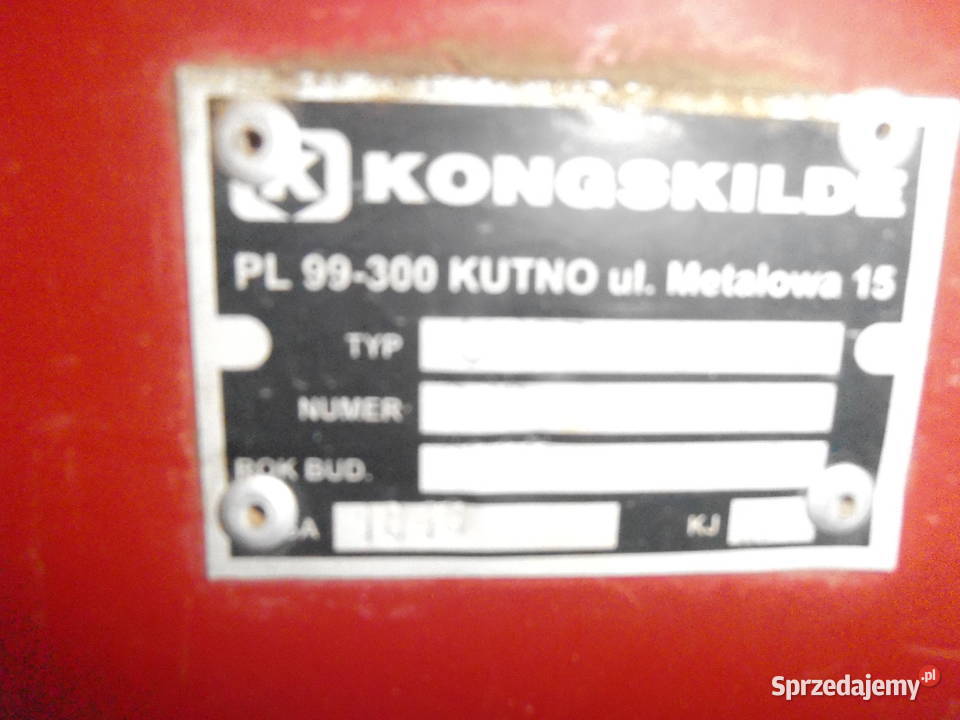 K KONGSKILDE
PL 99-300 KUTNO ul. Metalowa 15
TYP
NUMER
ROK BUD.
KJ
Sprzedajemy.pl